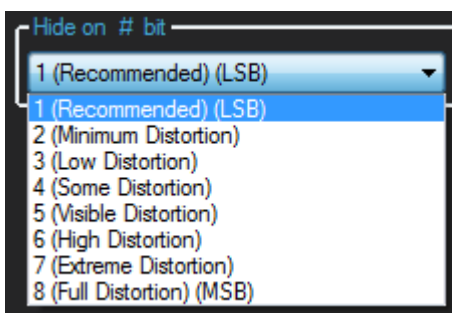 Hide on # bit
1 (Recommended) (LSB)
1 (Recommended) (LSB)
2 (Minimum Distortion)
3 (Low Distortion)
4 (Some Distortion)
5 (Visible Distortion)
6 (High Distortion)
7 (Extreme Distortion)
8 (Full Distortion) (MSB)